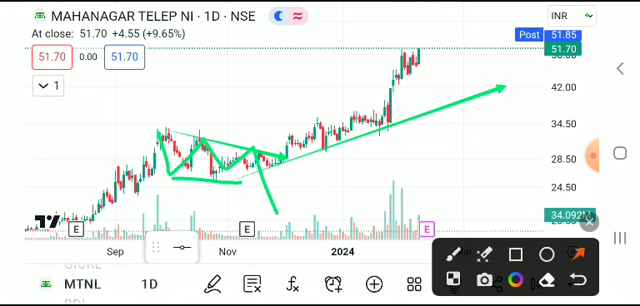 MAHANAGAR TELEP NI · 1D · NSE
INR
At close: 51.70 +4.55 (+9.65%)
Post 51.85
51.70
51.70 0.00 51.70
1
42.00
34.50
28.50
24.50
34.092M
E E E
Sep Nov 2024
MTNL 1D